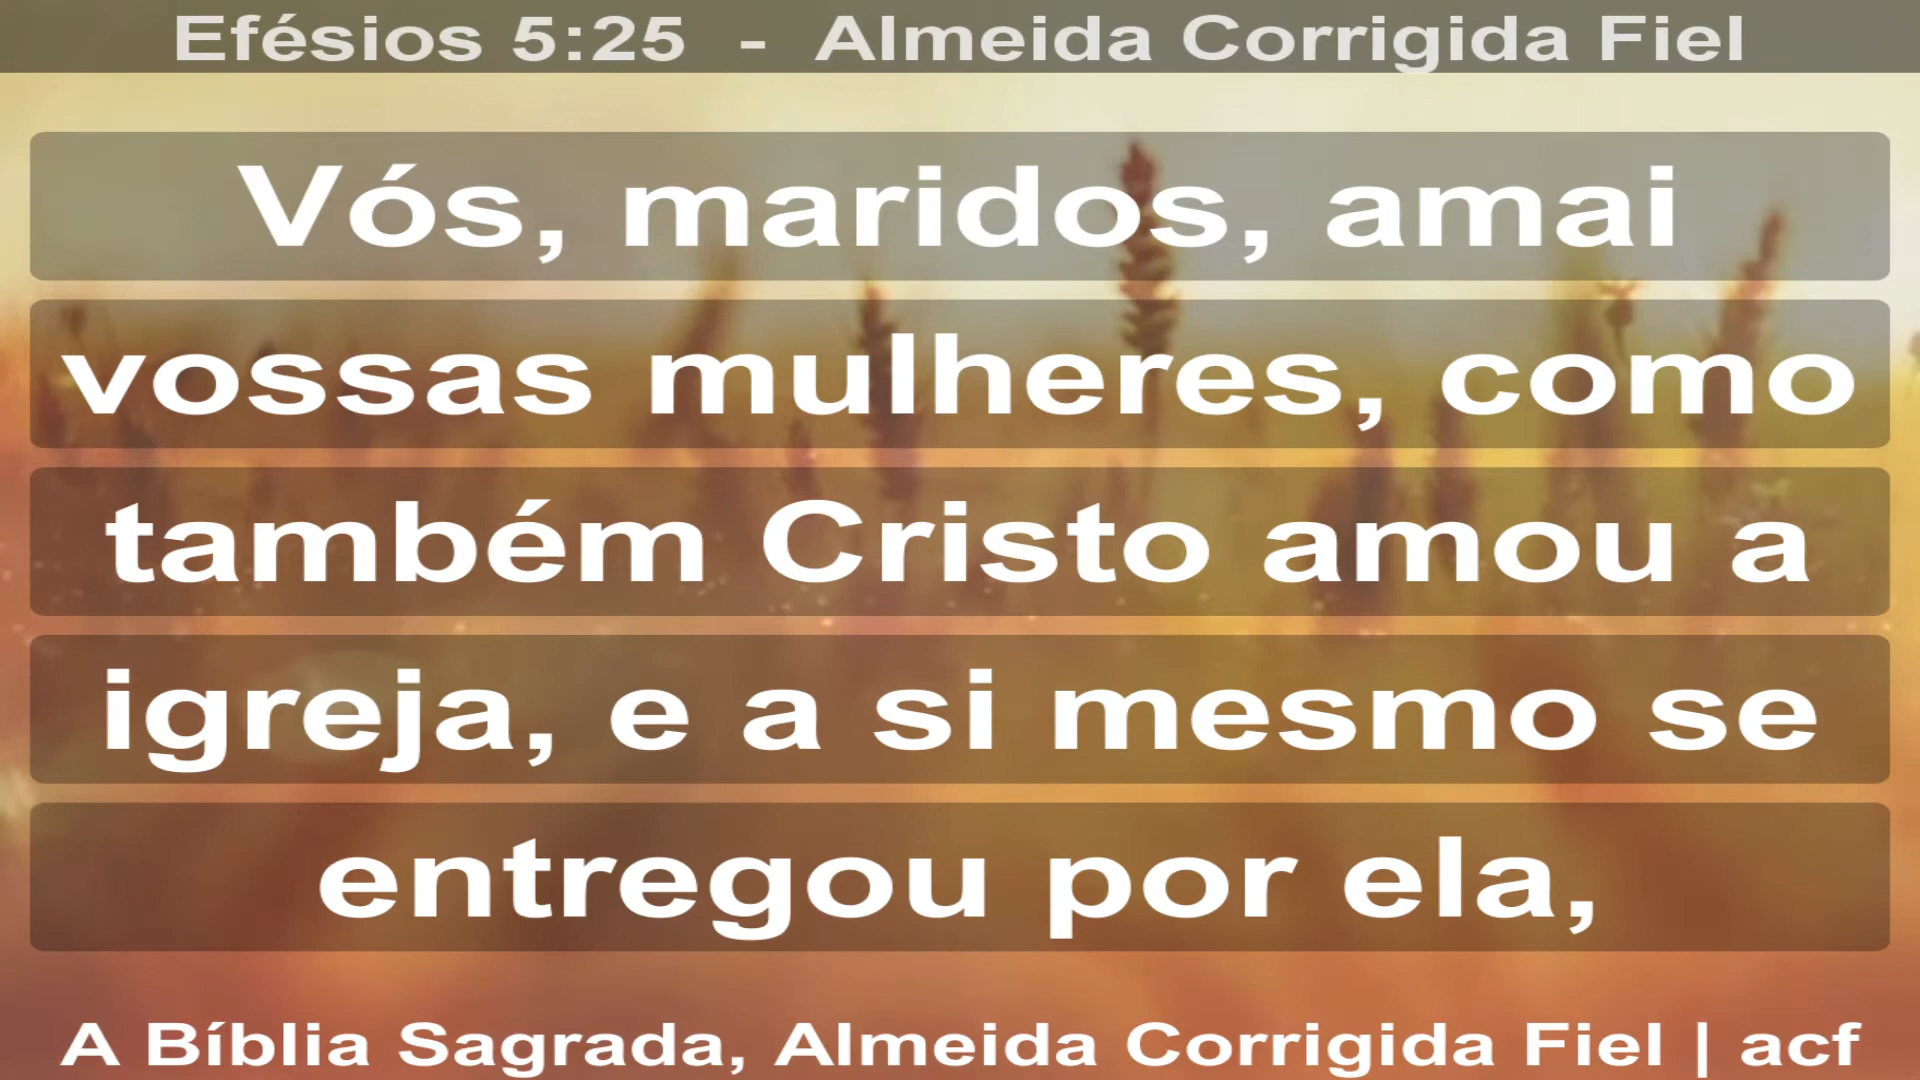 Efésios 5:25 - Almeida Corrigida Fiel
Vós, maridos, amai
vossas mulheres, como
também Cristo amou a
igreja, e a si mesmo se
entregou por ela,
A Bíblia Sagrada, Almeida Corrigida Fiel | acf